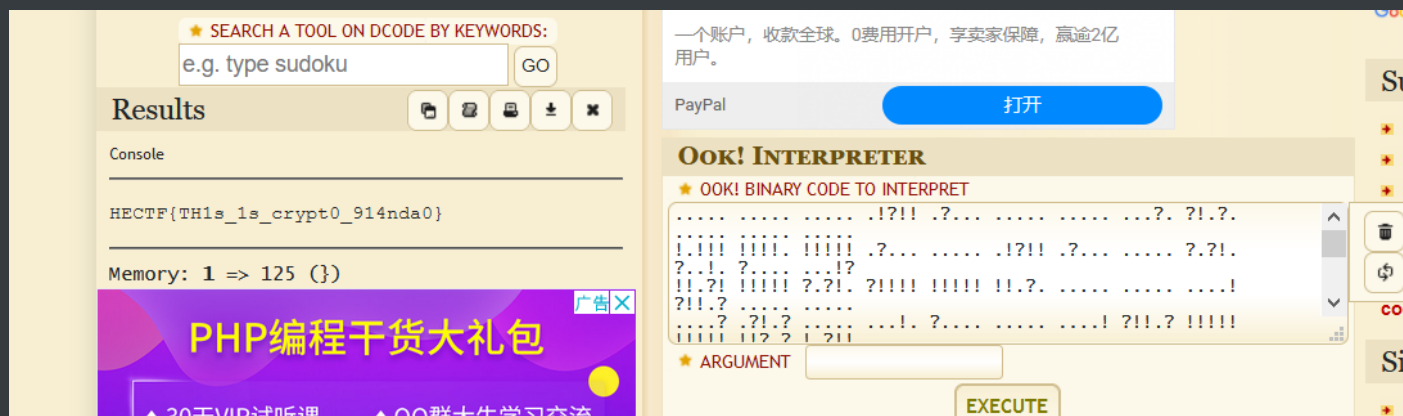 SEARCH A TOOL ON DCODE BY KEYWORDS:
e.g. type sudoku
GO
Results
Console
HECTF{TH1s_1s_crypt0_914nda0}
Memory: 1 => 125 (})
广告
PHP编程干货大礼包
一个账户，收款全球。0费用开户，享卖家保障，赢逾2亿
用户。
PayPal
打开
OOK! INTERPRETER
OOK! BINARY CODE TO INTERPRET
..... ..... ..... .!?!! .?... ..... ..... ...?. ?!.?.
..... ..... .....
!.!!! !!!!. !!!!! .?... ..... .!?!! .?... ..... ?.?!.
?..!. ?.... ...!?
!!.?! !!!!! ?.?!. ?!!!! !!!!! !!.?. ..... ..... ....!
?!!.? ..... .....
....? .?!.? ..... ...!. ?.... ..... ....! ?!!.? !!!!!
ARGUMENT
EXECUTE